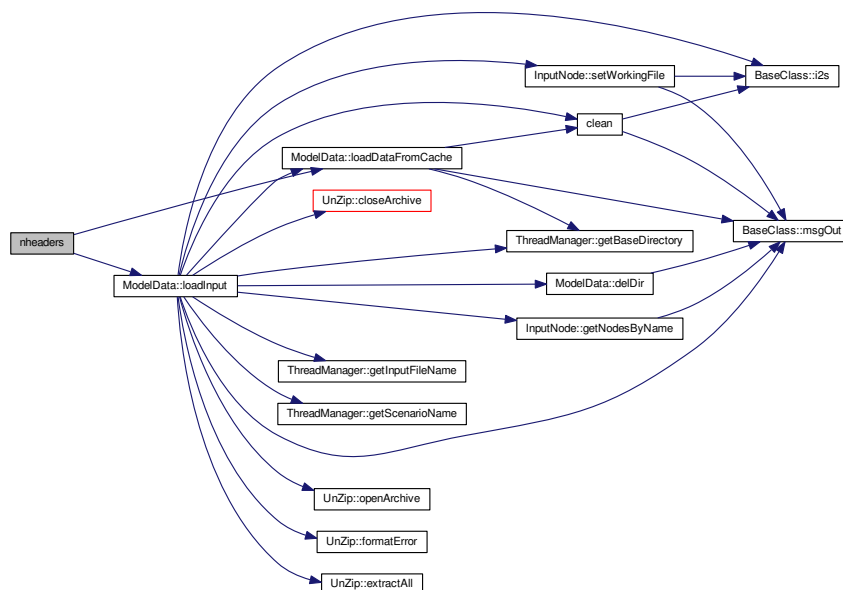 InputNode::setWorkingFile
BaseClass::i2s
clean
ModelData::loadDataFromCache
UnZip::closeArchive
BaseClass::msgOut
nheaders
ThreadManager::getBaseDirectory
ModelData::loadInput
ModelData::delDir
InputNode::getNodesByName
ThreadManager::getInputFileName
ThreadManager::getScenarioName
UnZip::openArchive
UnZip::formatError
UnZip::extractAll